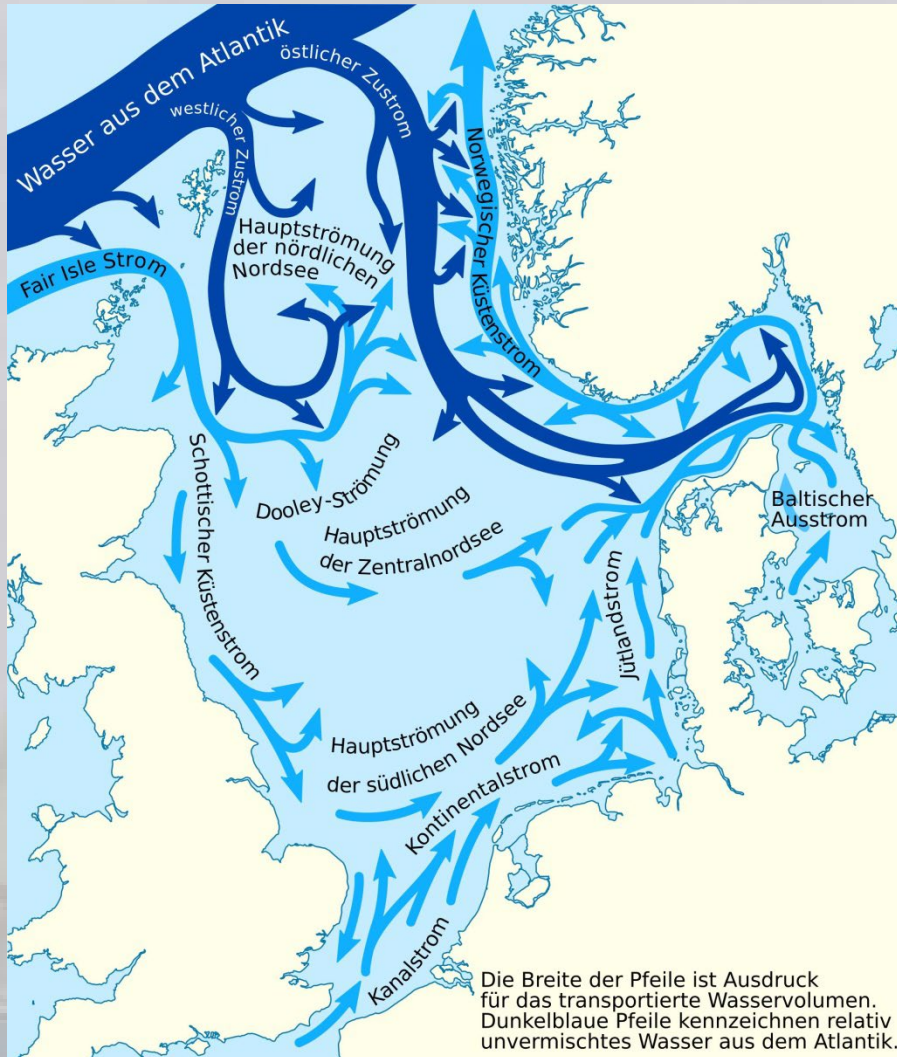 Wasser aus dem Atlantik
östlicher Zustrom
westlicher Zustrom
Norwegischer Küstenstrom
Hauptströmung
der nördlichen
Nordsee
Fair Isle Strom
Schottischer Küstenstrom
Dooley-Strömung
Hauptströmung
der Zentralnordsee
Baltischer
Ausstrom
Jütlandstrom
Hauptströmung
der südlichen Nordsee
Kontinentalstrom
Kanalstrom
Die Breite der Pfeile ist Ausdruck
für das transportierte Wasservolumen.
Dunkelblaue Pfeile kennzeichnen relativ
unvermischtes Wasser aus dem Atlantik.